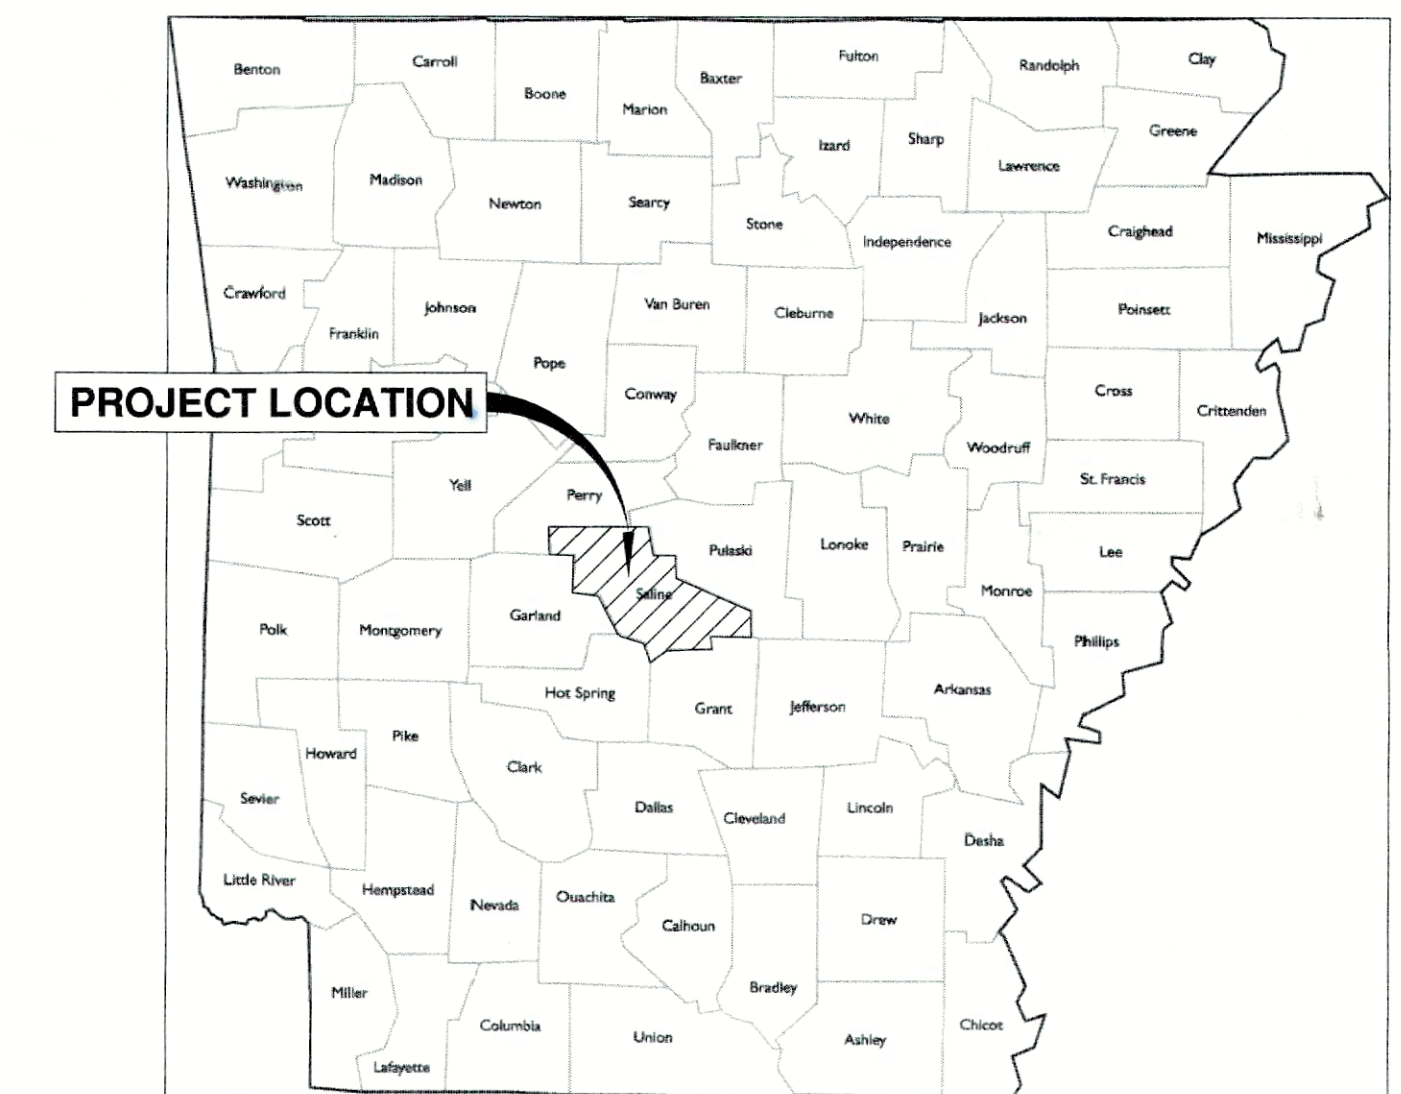 Benton
Carroll
Boone
Marion
Baxter
Fulton
Randolph
Clay
Washington
Madison
Newton
Searcy
Stone
Izard
Sharp
Lawrence
Greene
Independence
Craighead
Mississippi
Crawford
Franklin
Johnson
Pope
Van Buren
Cleburne
Jackson
Poinsett
PROJECT LOCATION
Conway
Faulkner
White
Woodruff
Cross
Crittenden
St. Francis
Scott
Yell
Perry
Pulaski
Lonoke
Prairie
Monroe
Lee
Saline
Polk
Montgomery
Garland
Phillips
Hot Spring
Grant
Jefferson
Arkansas
Howard
Pike
Clark
Sevier
Dallas
Cleveland
Lincoln
Desha
Little River
Hempstead
Nevada
Ouachita
Calhoun
Drew
Bradley
Miller
Columbia
Union
Ashley
Chicot
Lafayette